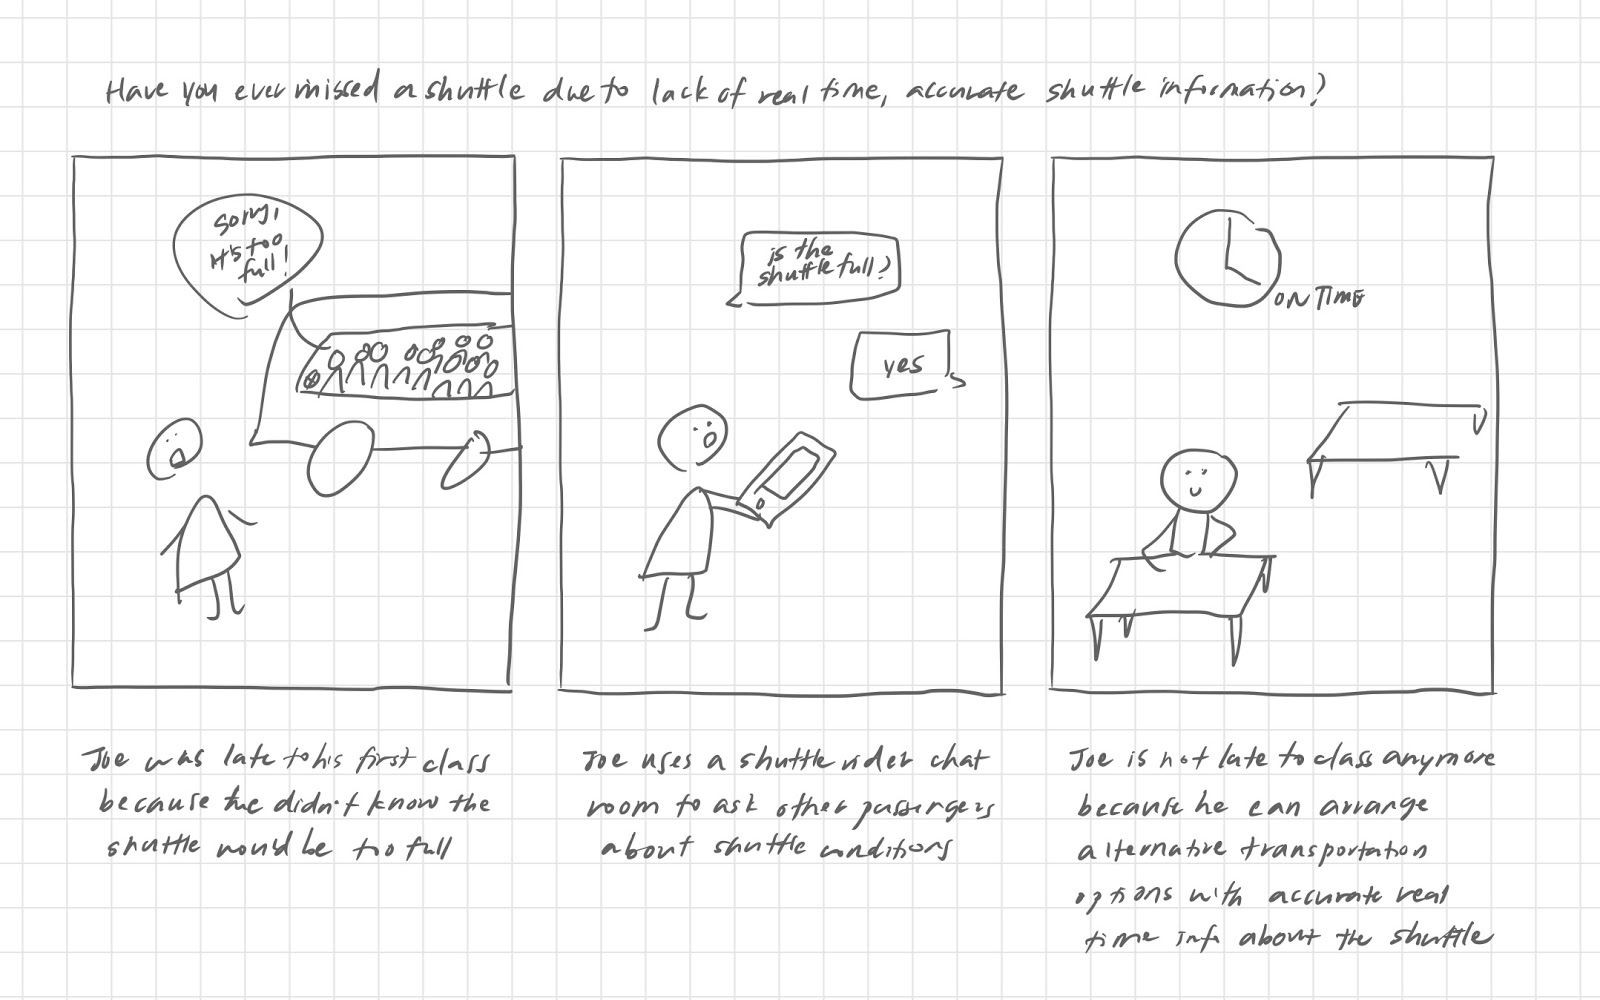 Have you ever missed a shuttle due to lack of real time, accurate shuttle information?
Sorry,
it's too
full!
is the
shuttle full?
yes
ON TIME
Joe was late to his first class
because he didn't know the
shuttle would be too full
Joe uses a shuttle rider chat
room to ask other passengers
about shuttle conditions
Joe is not late to class anymore
because he can arrange
alternative transportation
options with accurate real
time info about the shuttle